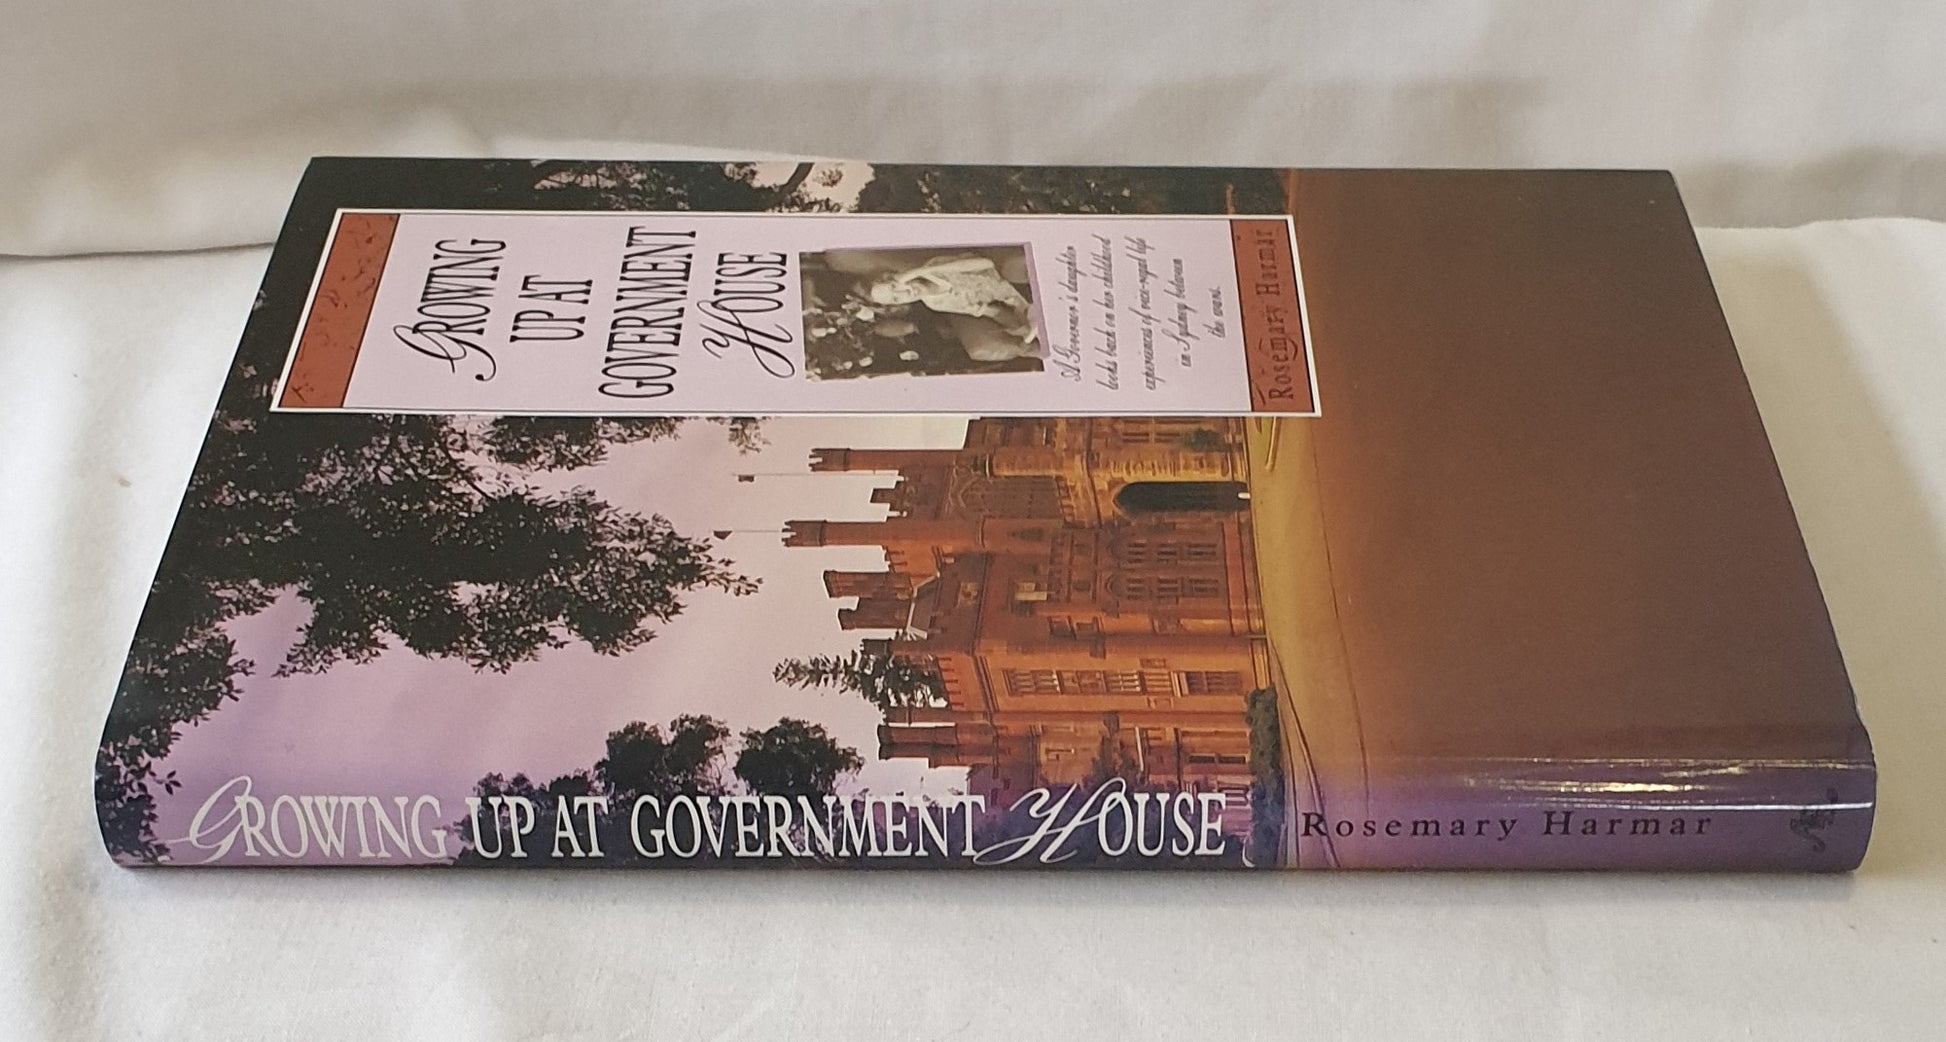 GROWING
UP AT
GOVERNMENT
HOUSE
A Governor's daughter
looks back on her childhood
experiences of vice-regal life
in Sydney between
the wars.
Rosemary Harmar
GROWING UP AT GOVERNMENT HOUSE Rosemary Harmar